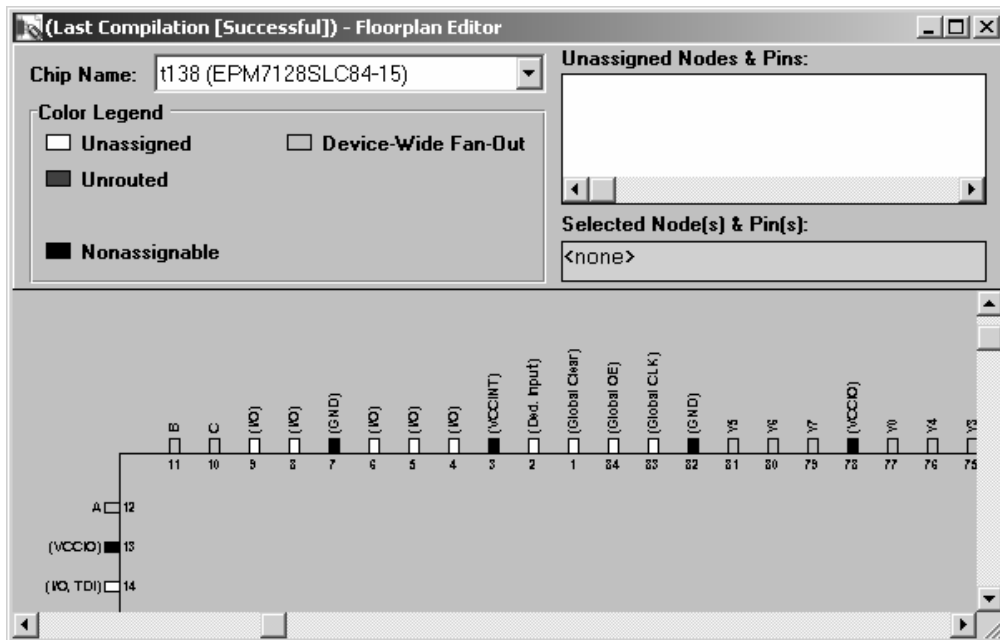 (Last Compilation [Successful]) - Floorplan Editor
Chip Name: t138 (EPM7128SLC84-15)
Unassigned Nodes & Pins:
Color Legend
Unassigned
Device-Wide Fan-Out
Unrouted
Nonassignable
Selected Node(s) & Pin(s):
<none>
B C (I/O) (I/O) (GND) (I/O) (I/O) (I/O) (VCCINT) (Ded. Input) (Global Clear) (Global OE) (Global CLK) (GND) Y5 Y6 Y7 (VCCIO) Y0 Y4 Y3
11 10 9 8 7 6 5 4 3 2 1 84 83 82 81 80 79 78 77 76 75
A 12
(VCCIO) 13
(I/O, TDI) 14